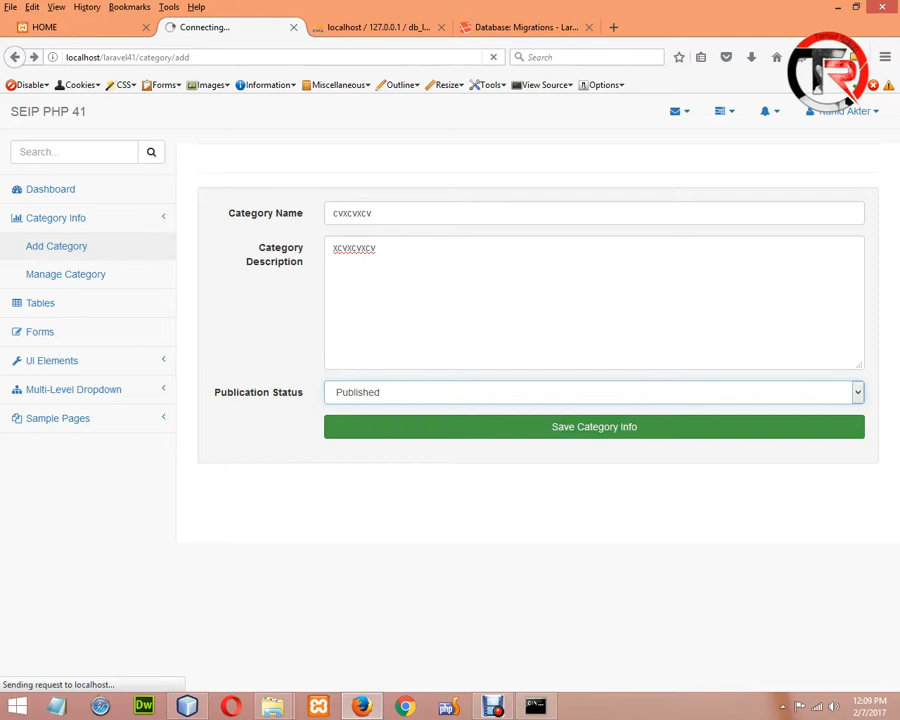 File Edit View History Bookmarks Tools Help
HOME
Connecting...
localhost / 127.0.0.1 / db_l...
Database: Migrations - Lar...
localhost/laravel41/category/add
Search
Disable Cookies CSS Forms Images Information Miscellaneous Outline Resize Tools View Source Options
SEIP PHP 41
Akter
Search...
Dashboard
Category Info
Add Category
Manage Category
Tables
Forms
UI Elements
Multi-Level Dropdown
Sample Pages
Category Name
cvxcvxcv
Category Description
xcvxcvxcv
Publication Status
Published
Save Category Info
Sending request to localhost...
Dw
php
12:09 PM
2/7/2017